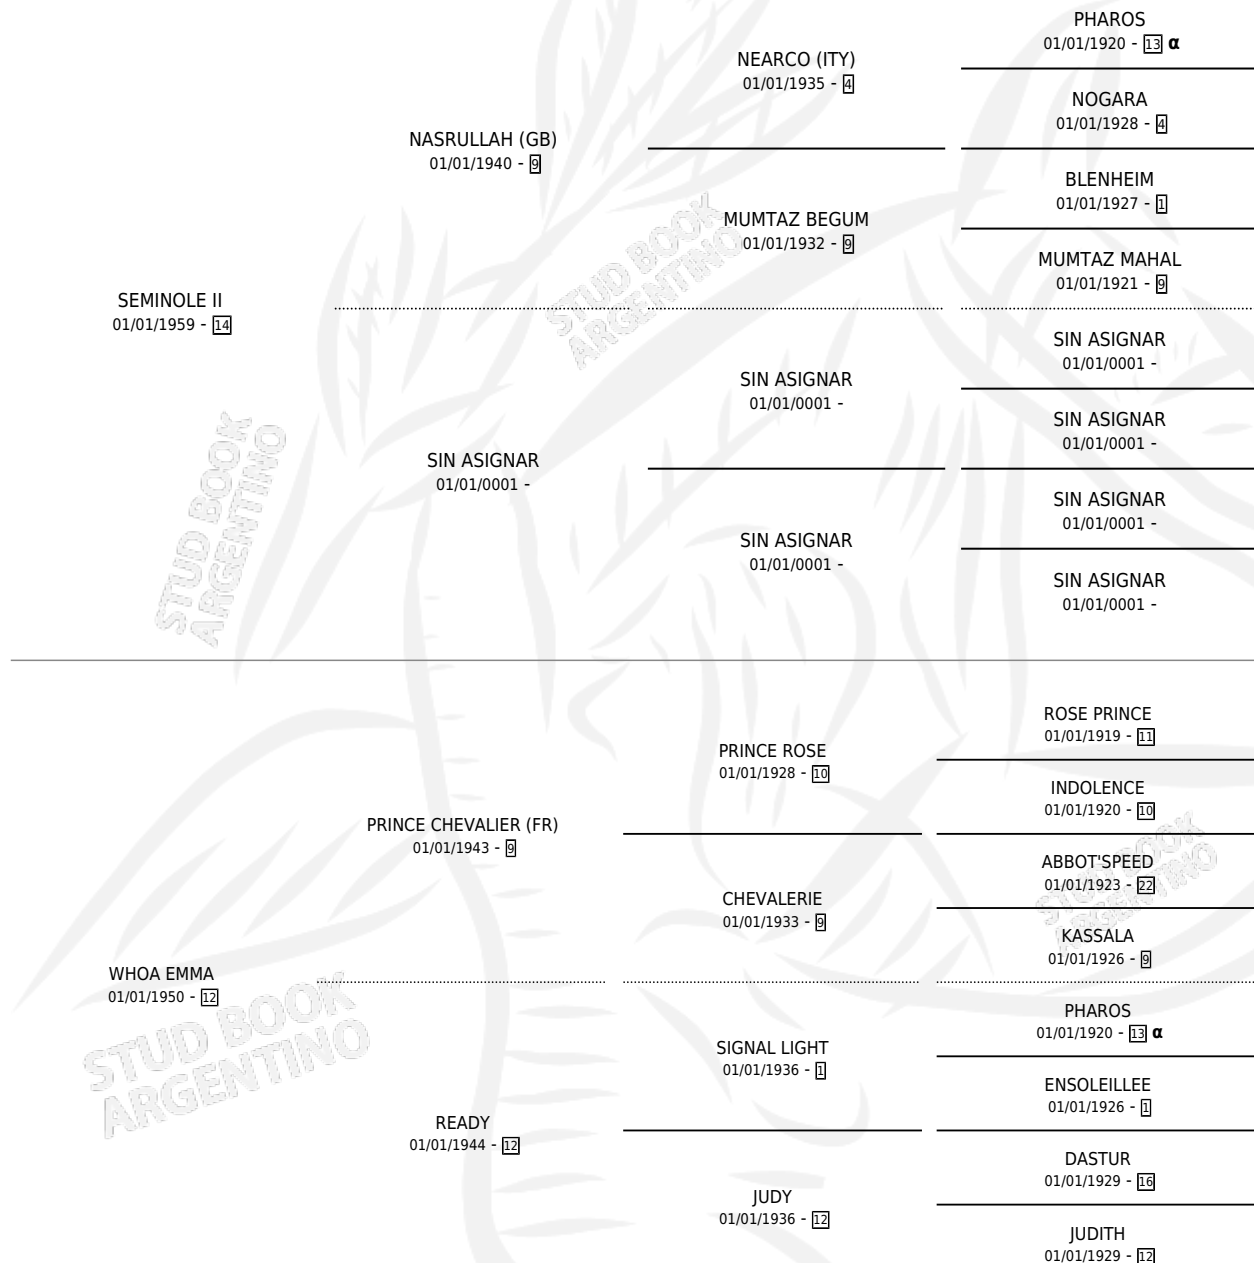 PHAROS
01/01/1920 - 13 α
NEARCO (ITY)
01/01/1935 - 4
NOGARA
01/01/1928 - 4
NASRULLAH (GB)
01/01/1940 - 9
BLENHEIM
01/01/1927 - 1
MUMTAZ BEGUM
01/01/1932 - 9
MUMTAZ MAHAL
01/01/1921 - 9
SEMINOLE II
01/01/1959 - 14
SIN ASIGNAR
01/01/0001 -
SIN ASIGNAR
01/01/0001 -
SIN ASIGNAR
01/01/0001 -
SIN ASIGNAR
01/01/0001 -
SIN ASIGNAR
01/01/0001 -
SIN ASIGNAR
01/01/0001 -
SIN ASIGNAR
01/01/0001 -
STUD BOOK
ARGENTINO
STUD BOOK
ARGENTINO
ROSE PRINCE
01/01/1919 - 11
PRINCE ROSE
01/01/1928 - 10
INDOLENCE
01/01/1920 - 10
PRINCE CHEVALIER (FR)
01/01/1943 - 9
ABBOT'SPEED
01/01/1923 - 22
CHEVALERIE
01/01/1933 - 9
KASSALA
01/01/1926 - 9
STUD BOOK
ARGENTINO
WHOA EMMA
01/01/1950 - 12
STUD BOOK
ARGENTINO
PHAROS
01/01/1920 - 13 α
SIGNAL LIGHT
01/01/1936 - 1
ENSOLEILLEE
01/01/1926 - 1
READY
01/01/1944 - 12
DASTUR
01/01/1929 - 16
JUDY
01/01/1936 - 12
JUDITH
01/01/1929 - 12